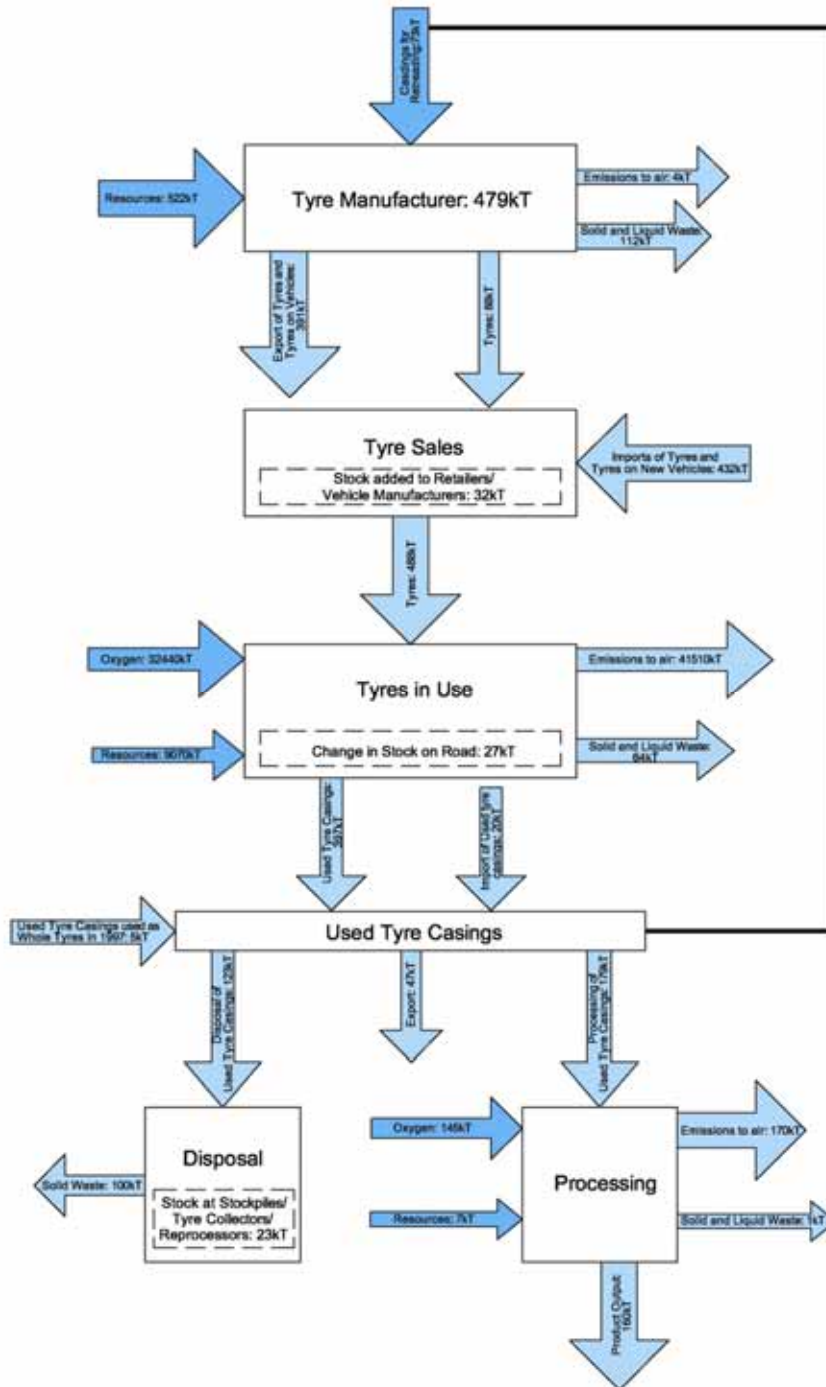 Casdings for
Retreading:73kT
Resources: 522kT
Tyre Manufacturer: 479kT
Emissions to air: 4kT
Solid and Liquid Waste:
112kT
Export of Tyres and
Tyres on Vehicles:
391kT
Tyres: 88kT
Tyre Sales
Stock added to Retailers/
Vehicle Manufacturers: 32kT
Imports of Tyres and
Tyres on New Vehicles: 432kT
Tyres: 488kT
Oxygen: 32440kT
Emissions to air: 41510kT
Tyres in Use
Resources: 9070kT
Change in Stock on Road: 27kT
Solid and Liquid Waste:
64kT
Used Tyre Casings:
397kT
Import of Used tyre
casings: 20kT
Used Tyre Casings used as
Whole Tyres in 1997: 5kT
Used Tyre Casings
Disposal of
Used Tyre Casings: 123kT
Export: 47kT
Processing of
Used Tyre Casings: 179kT
Disposal
Solid Waste: 100kT
Stock at Stockpiles/
Tyre Collectors/
Reprocessors: 23kT
Oxygen: 145kT
Emissions to air: 170kT
Processing
Resources: 7kT
Solid and Liquid Waste: 1kT
Product Output:
160kT